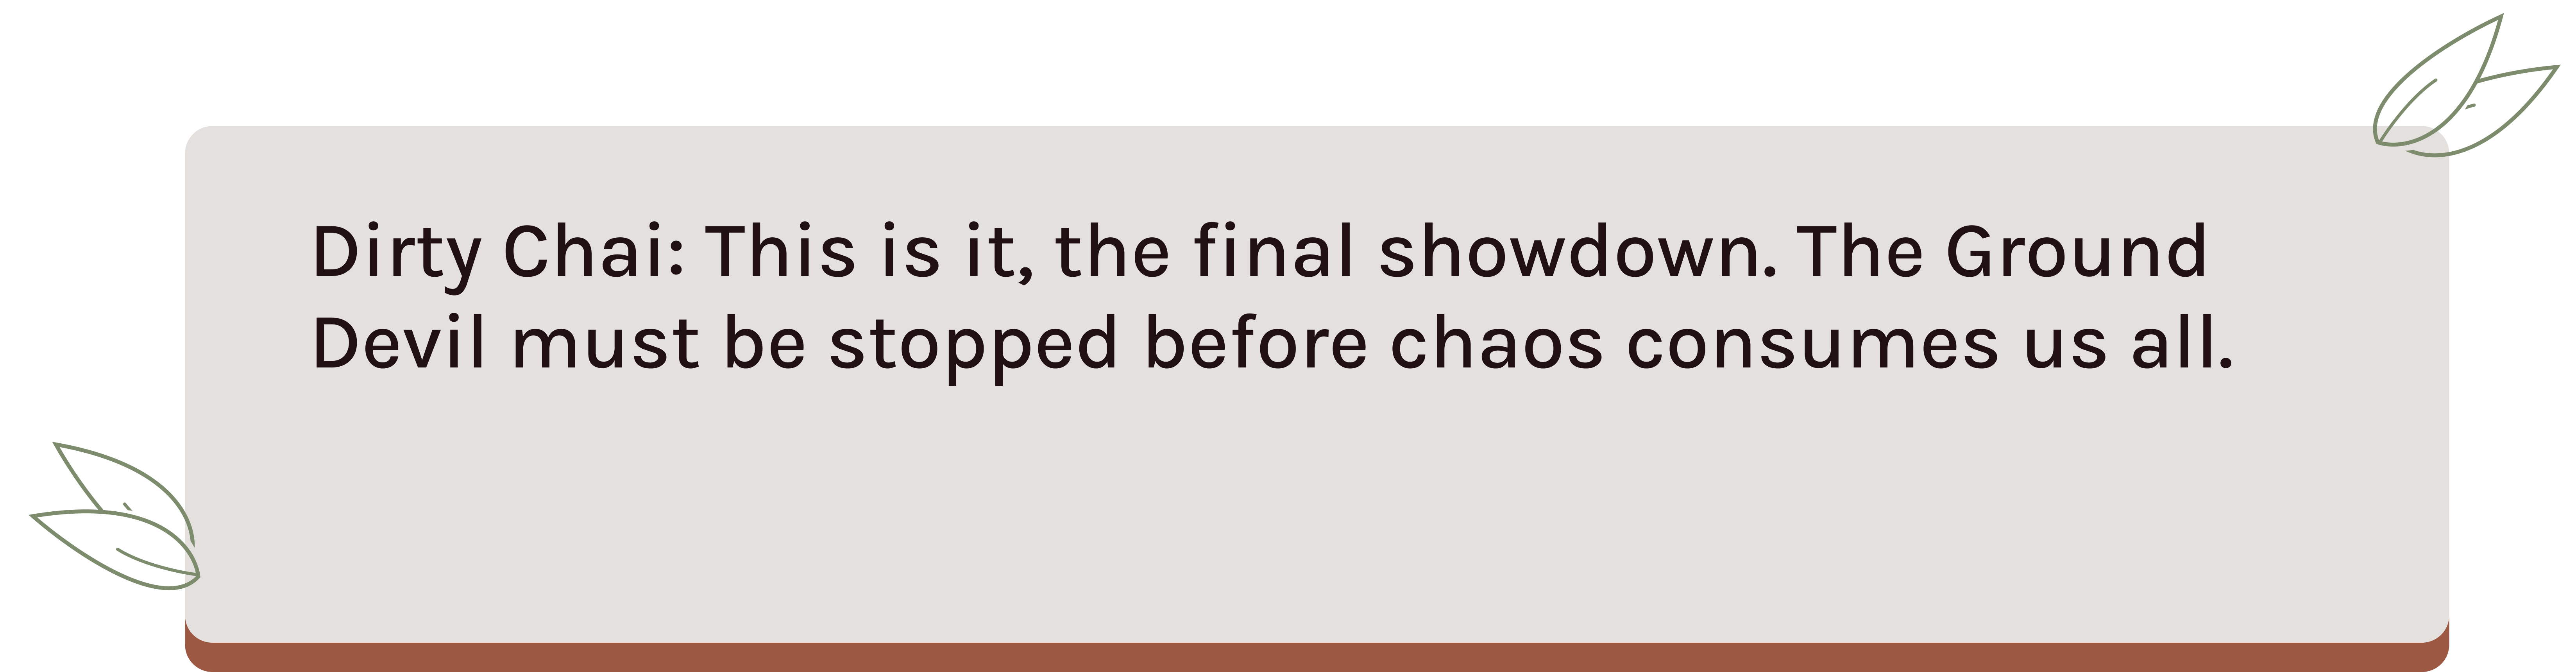 Dirty Chai: This is it, the final showdown. The Ground
Devil must be stopped before chaos consumes us all.